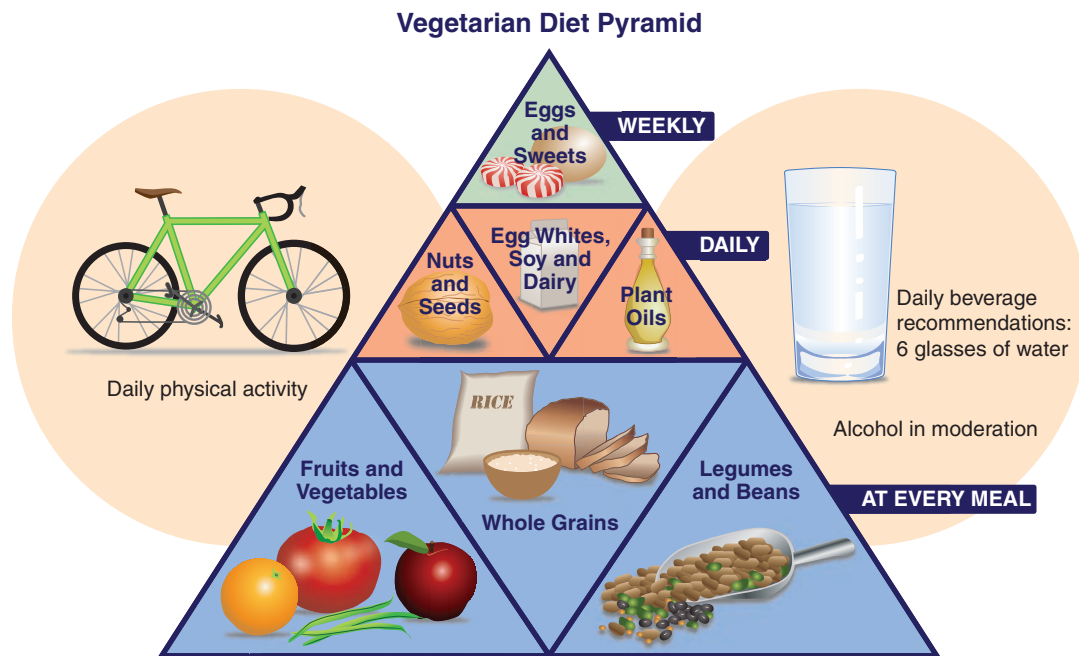 Vegetarian Diet Pyramid
Eggs
and
Sweets
WEEKLY
Nuts
and
Seeds
Egg Whites,
Soy and
Dairy
Plant
Oils
DAILY
Daily physical activity
Daily beverage
recommendations:
6 glasses of water
Alcohol in moderation
RICE
Fruits and
Vegetables
Whole Grains
Legumes
and Beans
AT EVERY MEAL